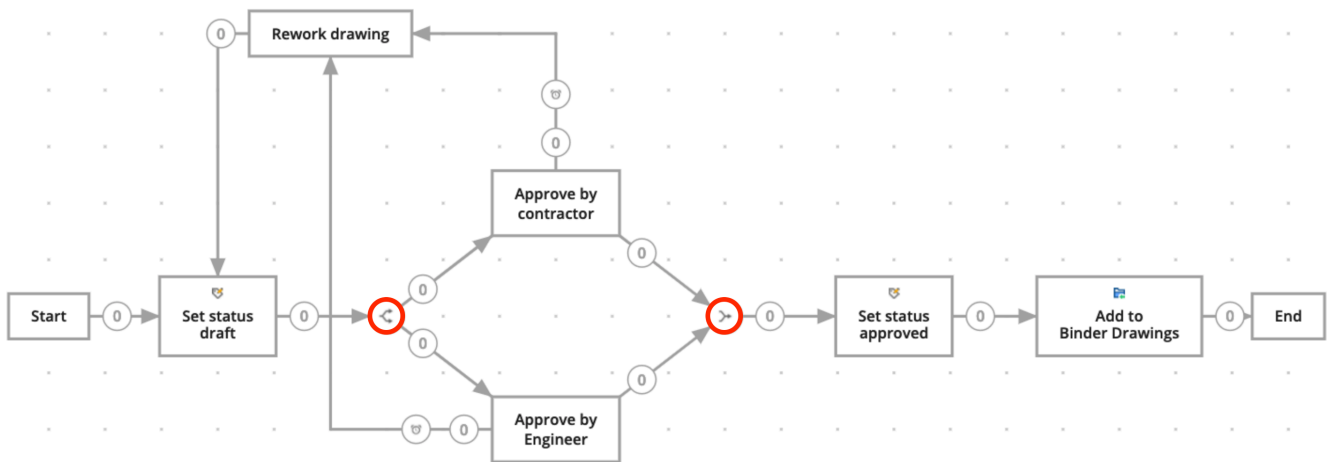 Rework drawing
0
0
Approve by
contractor
0
0
Start
0
Set status
draft
0
0
0
Set status
approved
0
Add to
Binder Drawings
0
End
0
0
Approve by
Engineer